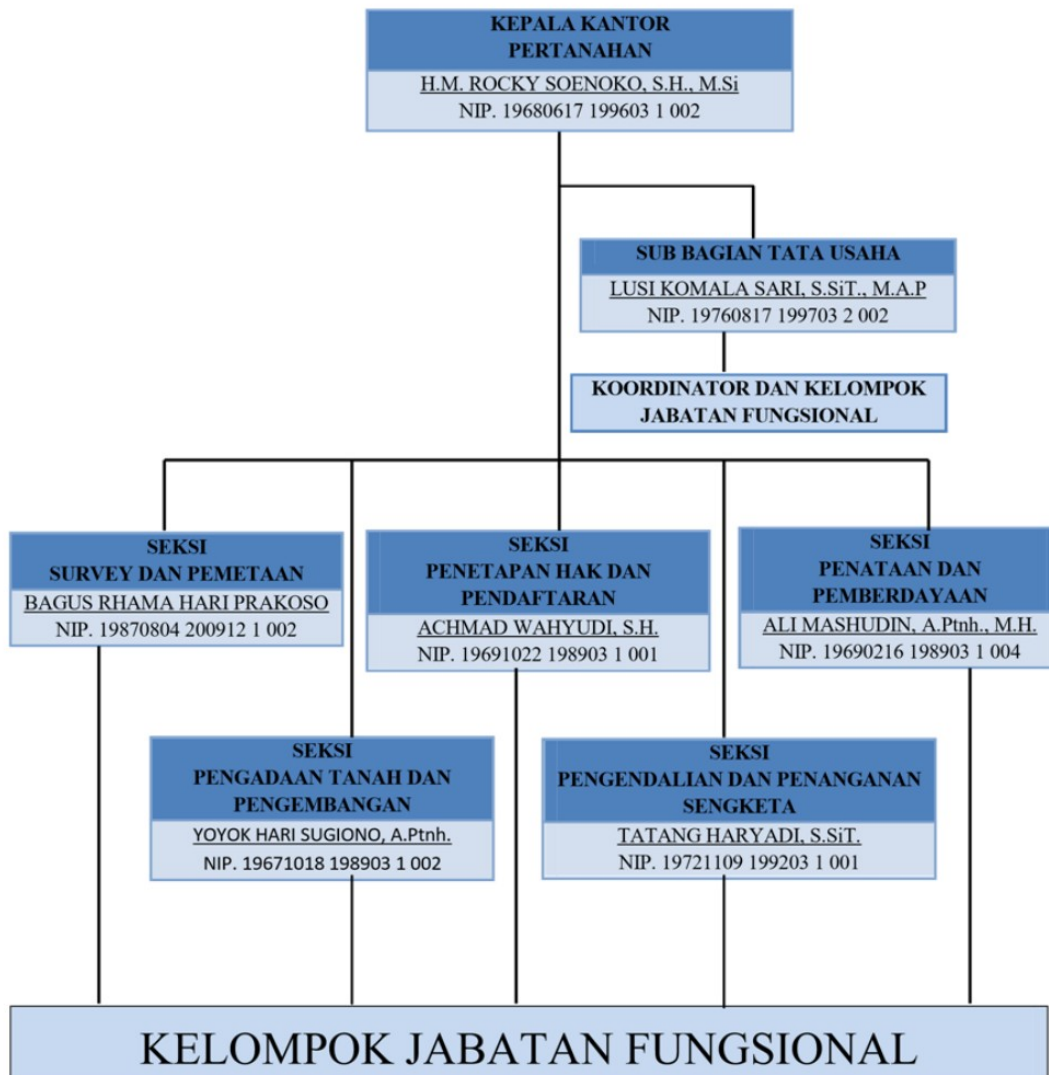 KEPALA KANTOR
PERTANAHAN
H.M. ROCKY SOENOKO, S.H., M.Si
NIP. 19680617 199603 1 002
SUB BAGIAN TATA USAHA
LUSI KOMALA SARI, S.SiT., M.A.P
NIP. 19760817 199703 2 002
KOORDINATOR DAN KELOMPOK
JABATAN FUNGSIONAL
SEKSI
SURVEY DAN PEMETAAN
BAGUS RHAMA HARI PRAKOSO
NIP. 19870804 200912 1 002
SEKSI
PENETAPAN HAK DAN
PENDAFTARAN
ACHMAD WAHYUDI, S.H.
NIP. 19691022 198903 1 001
SEKSI
PENATAAN DAN
PEMBERDAYAAN
ALI MASHUDIN, A.Ptnh., M.H.
NIP. 19690216 198903 1 004
SEKSI
PENGADAAN TANAH DAN
PENGEMBANGAN
YOYOK HARI SUGIONO, A.Ptnh.
NIP. 19671018 198903 1 002
SEKSI
PENGENDALIAN DAN PENANGANAN
SENGKETA
TATANG HARYADI, S.SiT.
NIP. 19721109 199203 1 001
KELOMPOK JABATAN FUNGSIONAL